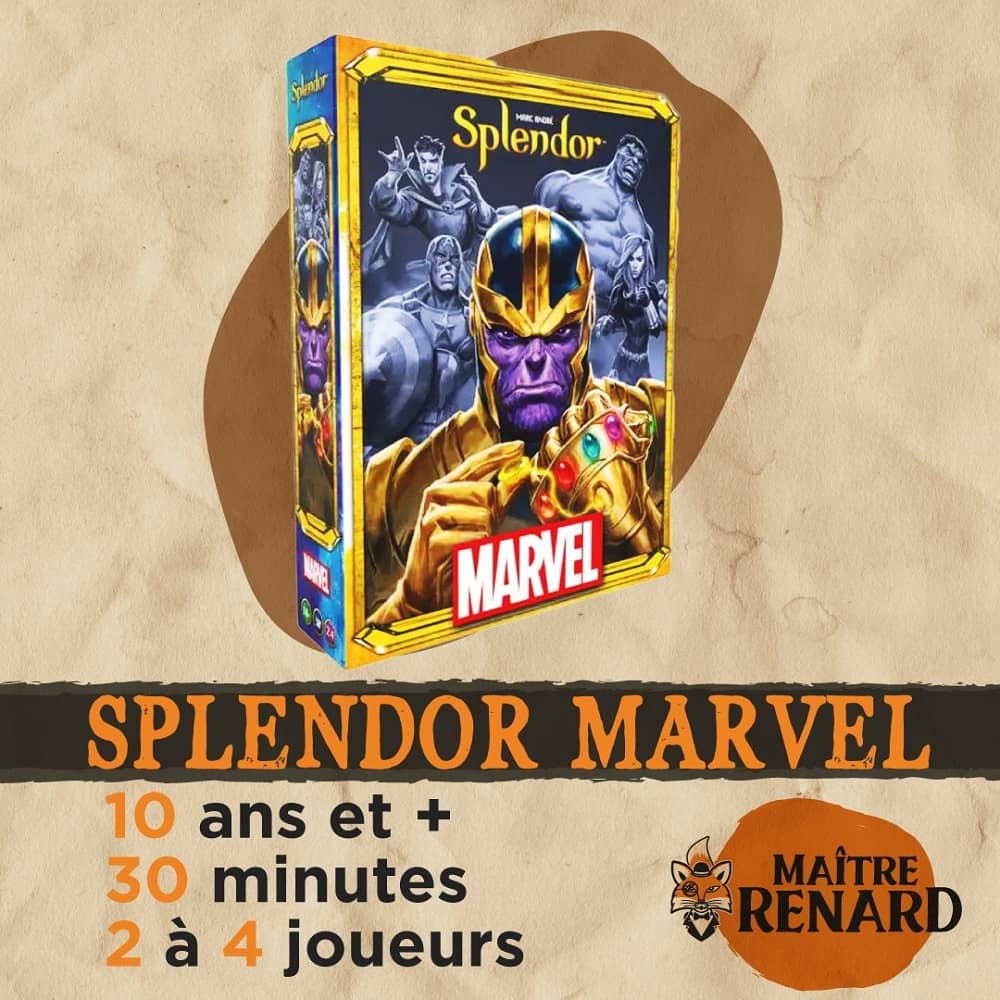 Splendor
MARC ANDRÉ
Splendor
MARVEL
MARVEL
SPLENDOR MARVEL
10 ans et +
30 minutes
2 à 4 joueurs
MAÎTRE
RENARD